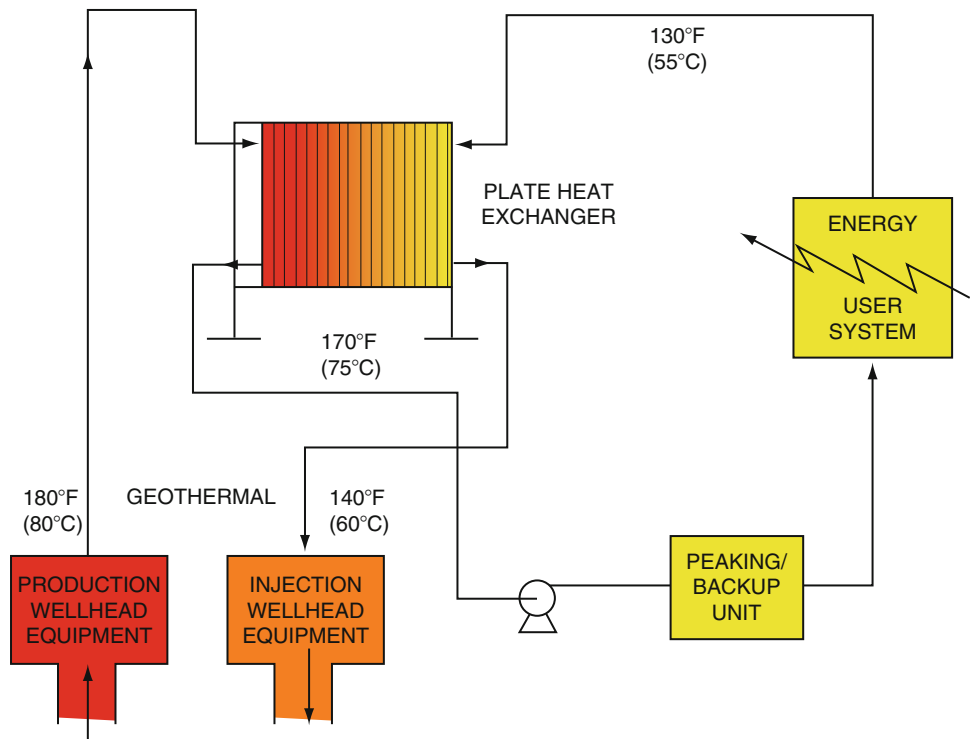 130°F
(55°C)
PLATE HEAT
EXCHANGER
ENERGY
USER
SYSTEM
170°F
(75°C)
180°F
(80°C)
GEOTHERMAL
140°F
(60°C)
PRODUCTION
WELLHEAD
EQUIPMENT
INJECTION
WELLHEAD
EQUIPMENT
PEAKING/
BACKUP
UNIT